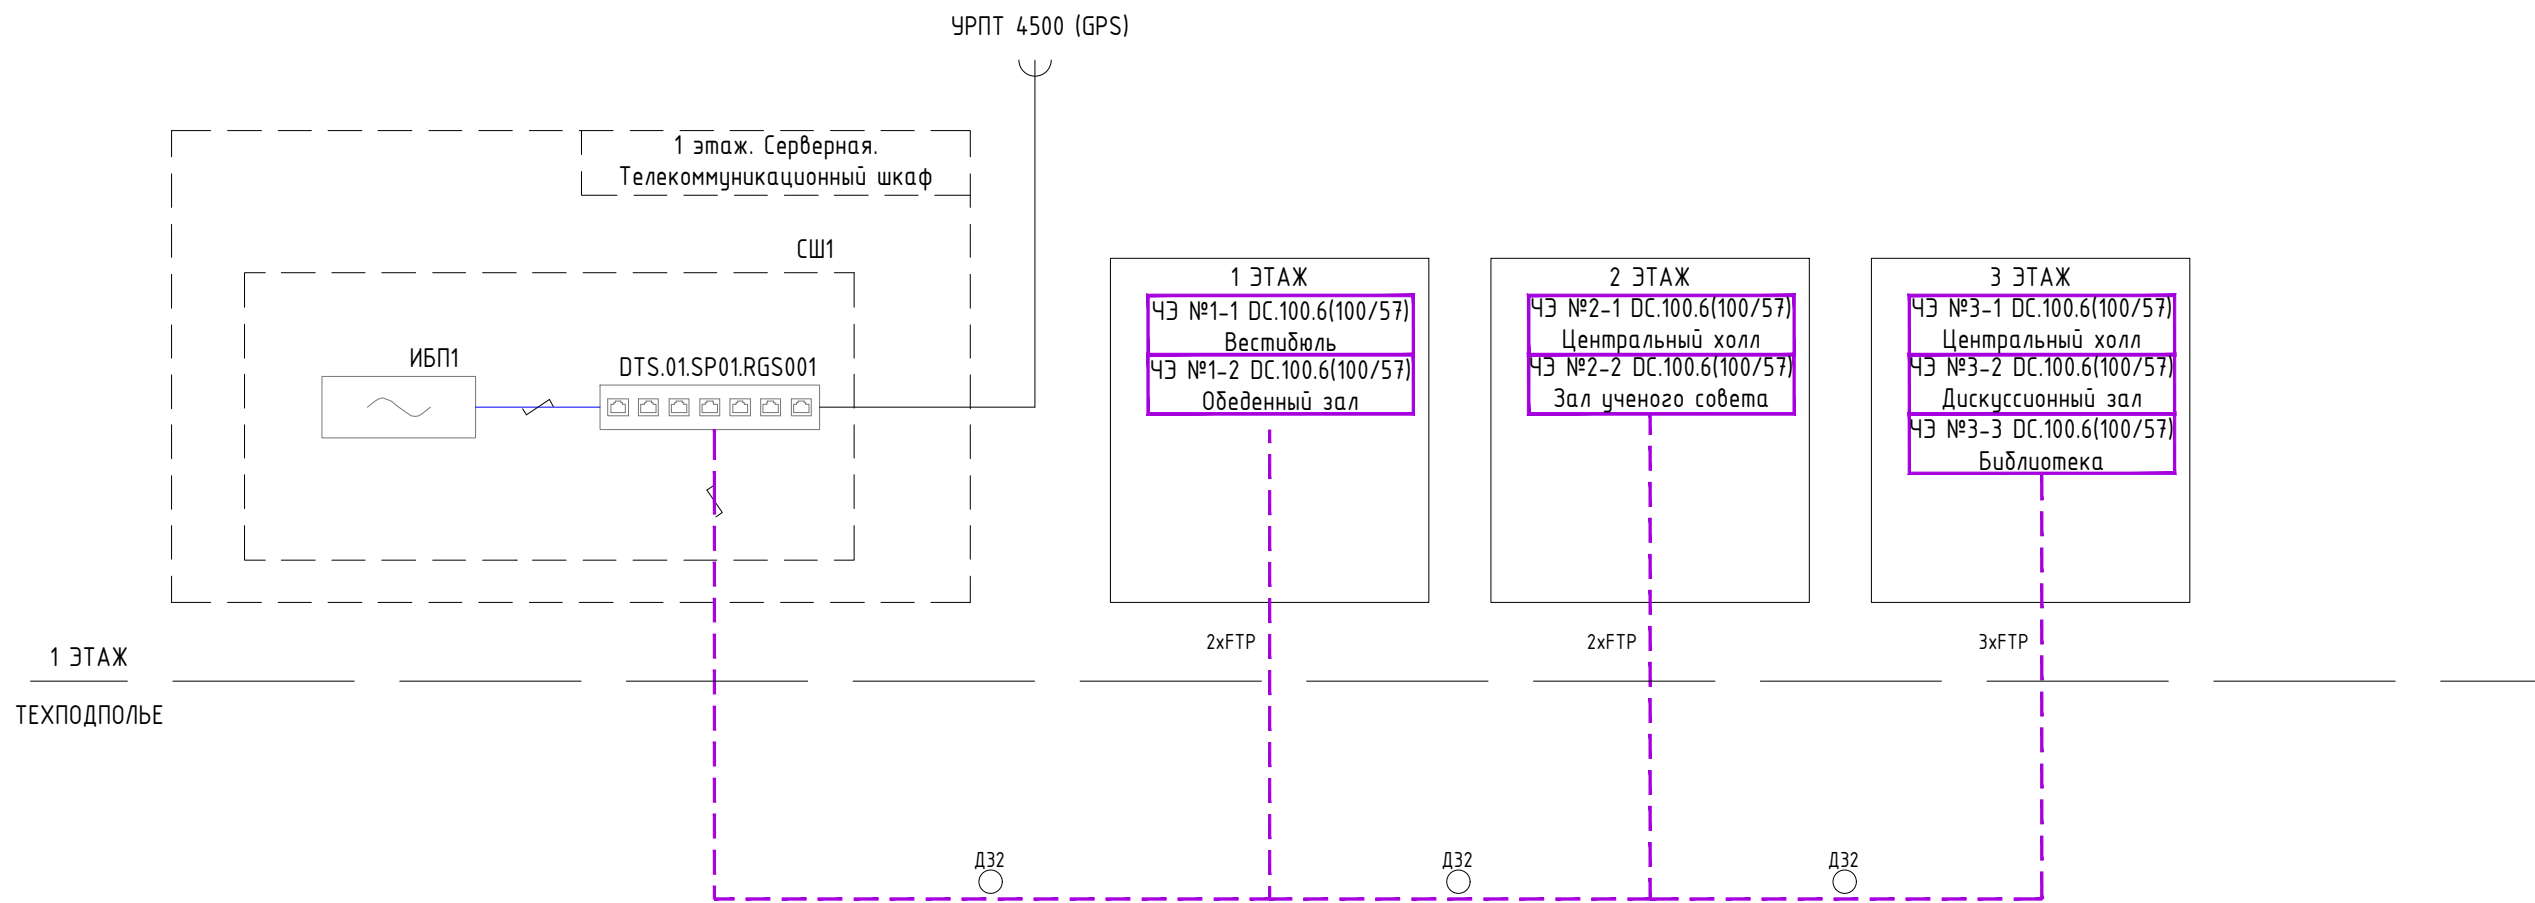 УРПТ 4500 (GPS)
1 этаж. Серверная.
Телекоммуникационный шкаф
СШ1
ИБП1
DTS.01.SP01.RGS001
1 ЭТАЖ
ЧЭ №1-1 DC.100.6(100/57)
Вестибюль
ЧЭ №1-2 DC.100.6(100/57)
Обеденный зал
2 ЭТАЖ
ЧЭ №2-1 DC.100.6(100/57)
Центральный холл
ЧЭ №2-2 DC.100.6(100/57)
Зал ученого совета
3 ЭТАЖ
ЧЭ №3-1 DC.100.6(100/57)
Центральный холл
ЧЭ №3-2 DC.100.6(100/57)
Дискуссионный зал
ЧЭ №3-3 DC.100.6(100/57)
Библиотека
2xFTP
2xFTP
3xFTP
1 ЭТАЖ
ТЕХПОДПОЛЬЕ
Д32
Д32
Д32